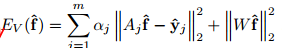 E_V(\hat{\mathbf{f}}) = \sum_{i=1}^{m} \alpha_j \left\| A_j \hat{\mathbf{f}} - \hat{\mathbf{y}}_j \right\|_2^2 + \left\| W \hat{\mathbf{f}} \right\|_2^2